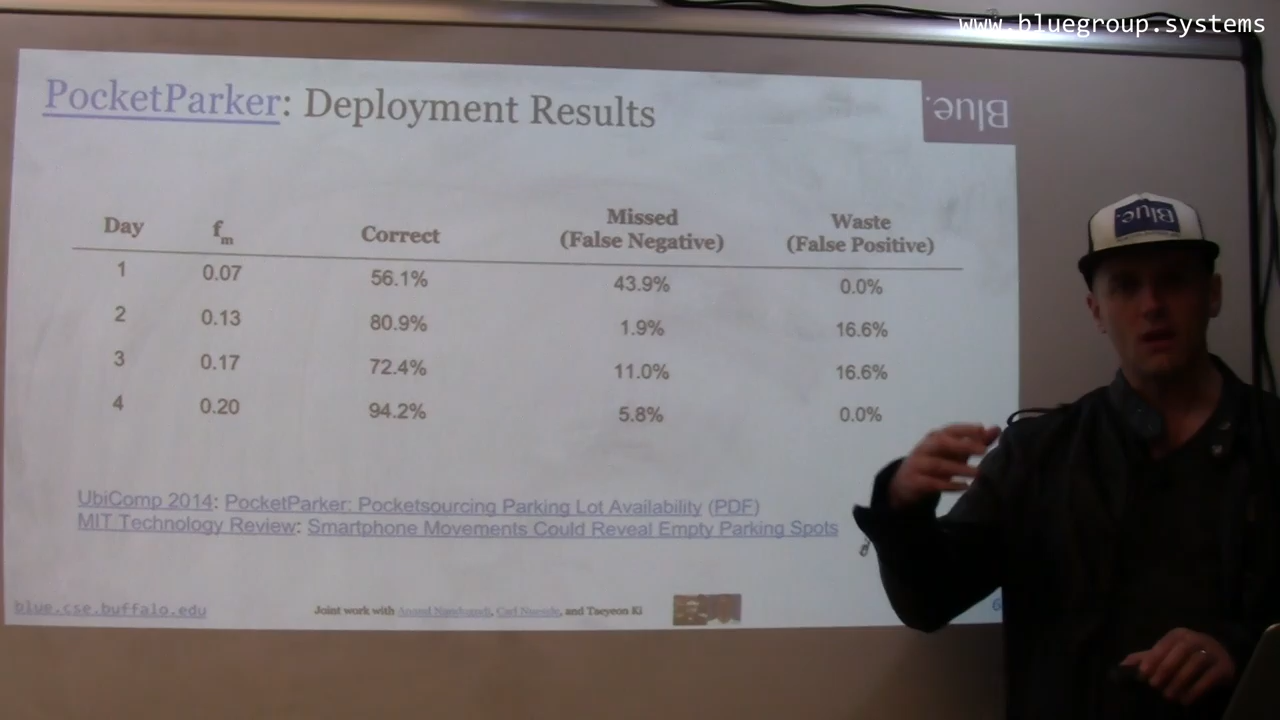 www.bluegroup.systems
PocketParker: Deployment Results
Blue.
Day fm Correct Missed (False Negative) Waste (False Positive)
1 0.07 56.1% 43.9% 0.0%
2 0.13 80.9% 1.9% 16.6%
3 0.17 72.4% 11.0% 16.6%
4 0.20 94.2% 5.8% 0.0%
UbiComp 2014: PocketParker: Pocketsourcing Parking Lot Availability (PDF)
MIT Technology Review: Smartphone Movements Could Reveal Empty Parking Spots
blue.cse.buffalo.edu
Joint work with and Taeyeon Ki
6
Blue.